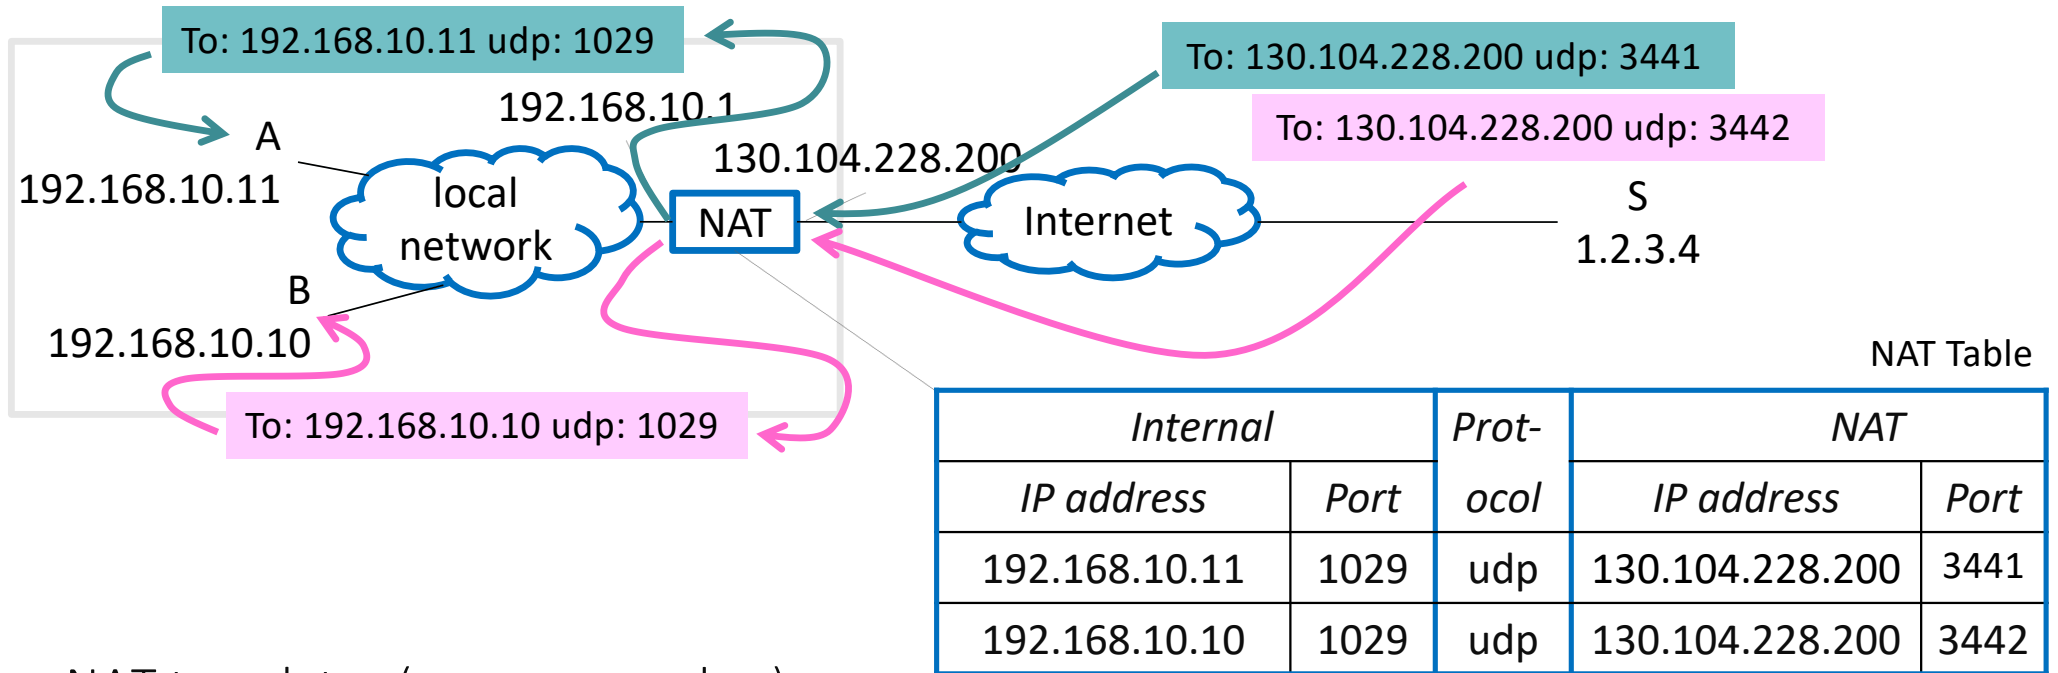 To: 192.168.10.11 udp: 1029
To: 130.104.228.200 udp: 3441
192.168.10.1
To: 130.104.228.200 udp: 3442
A
130.104.228.200
192.168.10.11
local
network
NAT
Internet
S
1.2.3.4
B
192.168.10.10
NAT Table
To: 192.168.10.10 udp: 1029
Internal Prot- NAT
IP address Port ocol IP address Port
192.168.10.11 1029 udp 130.104.228.200 3441
192.168.10.10 1029 udp 130.104.228.200 3442